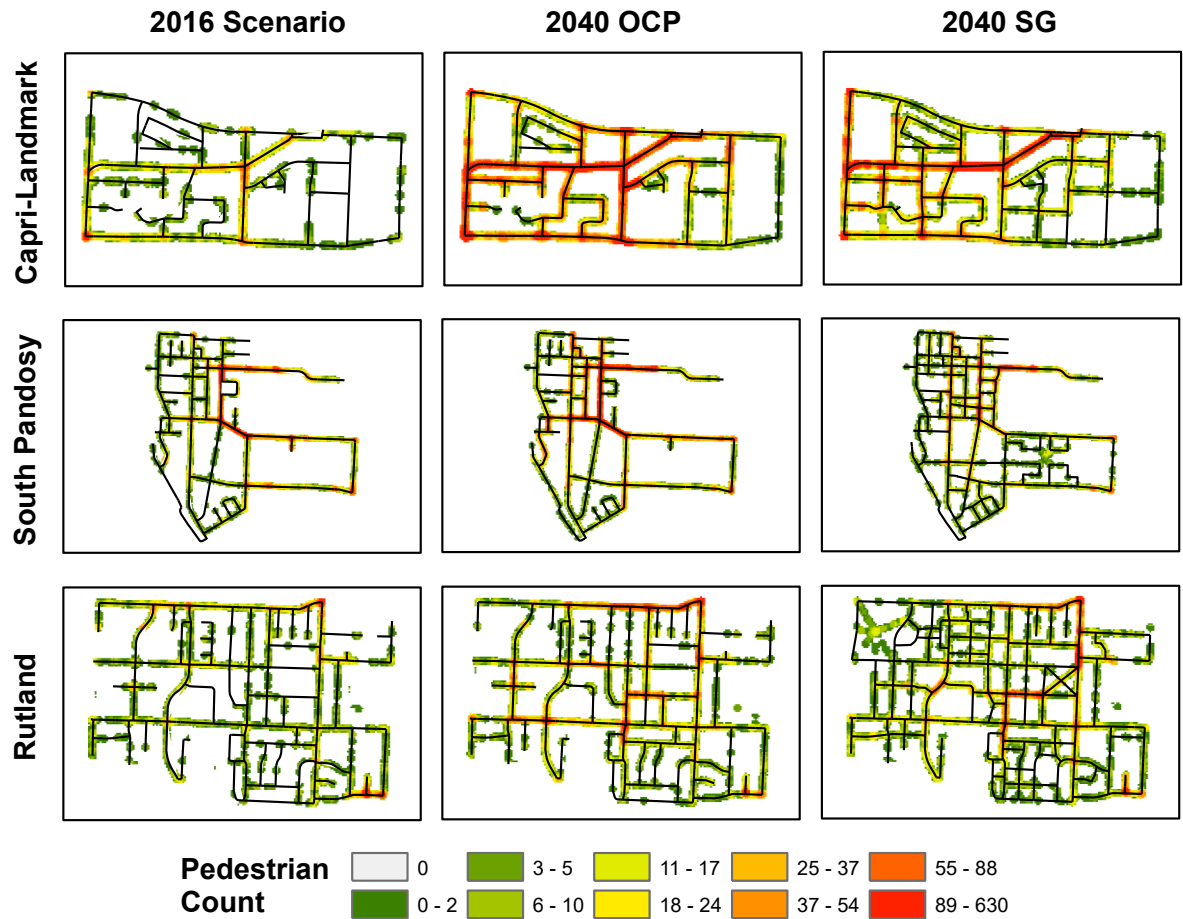 2016 Scenario 2040 OCP 2040 SG
Capri-Landmark
South Pandosy
Rutland
Pedestrian Count
0 3 - 5 11 - 17 25 - 37 55 - 88
0 - 2 6 - 10 18 - 24 37 - 54 89 - 630